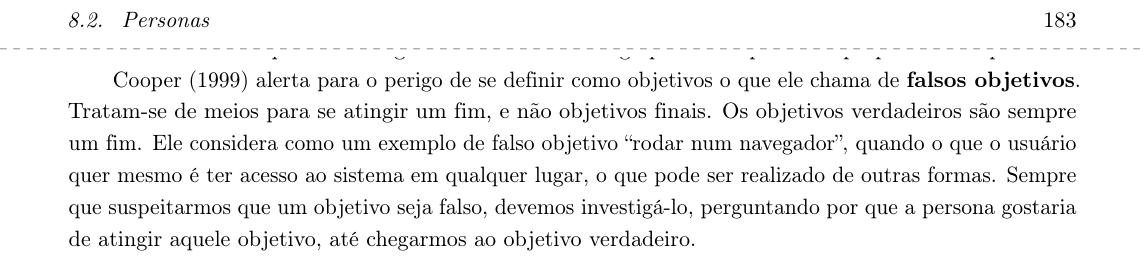 8.2. Personas 183
Cooper (1999) alerta para o perigo de se definir como objetivos o que ele chama de falsos objetivos.
Tratam-se de meios para se atingir um fim, e não objetivos finais. Os objetivos verdadeiros são sempre
um fim. Ele considera como um exemplo de falso objetivo “rodar num navegador”, quando o que o usuário
quer mesmo é ter acesso ao sistema em qualquer lugar, o que pode ser realizado de outras formas. Sempre
que suspeitarmos que um objetivo seja falso, devemos investigá-lo, perguntando por que a persona gostaria
de atingir aquele objetivo, até chegarmos ao objetivo verdadeiro.